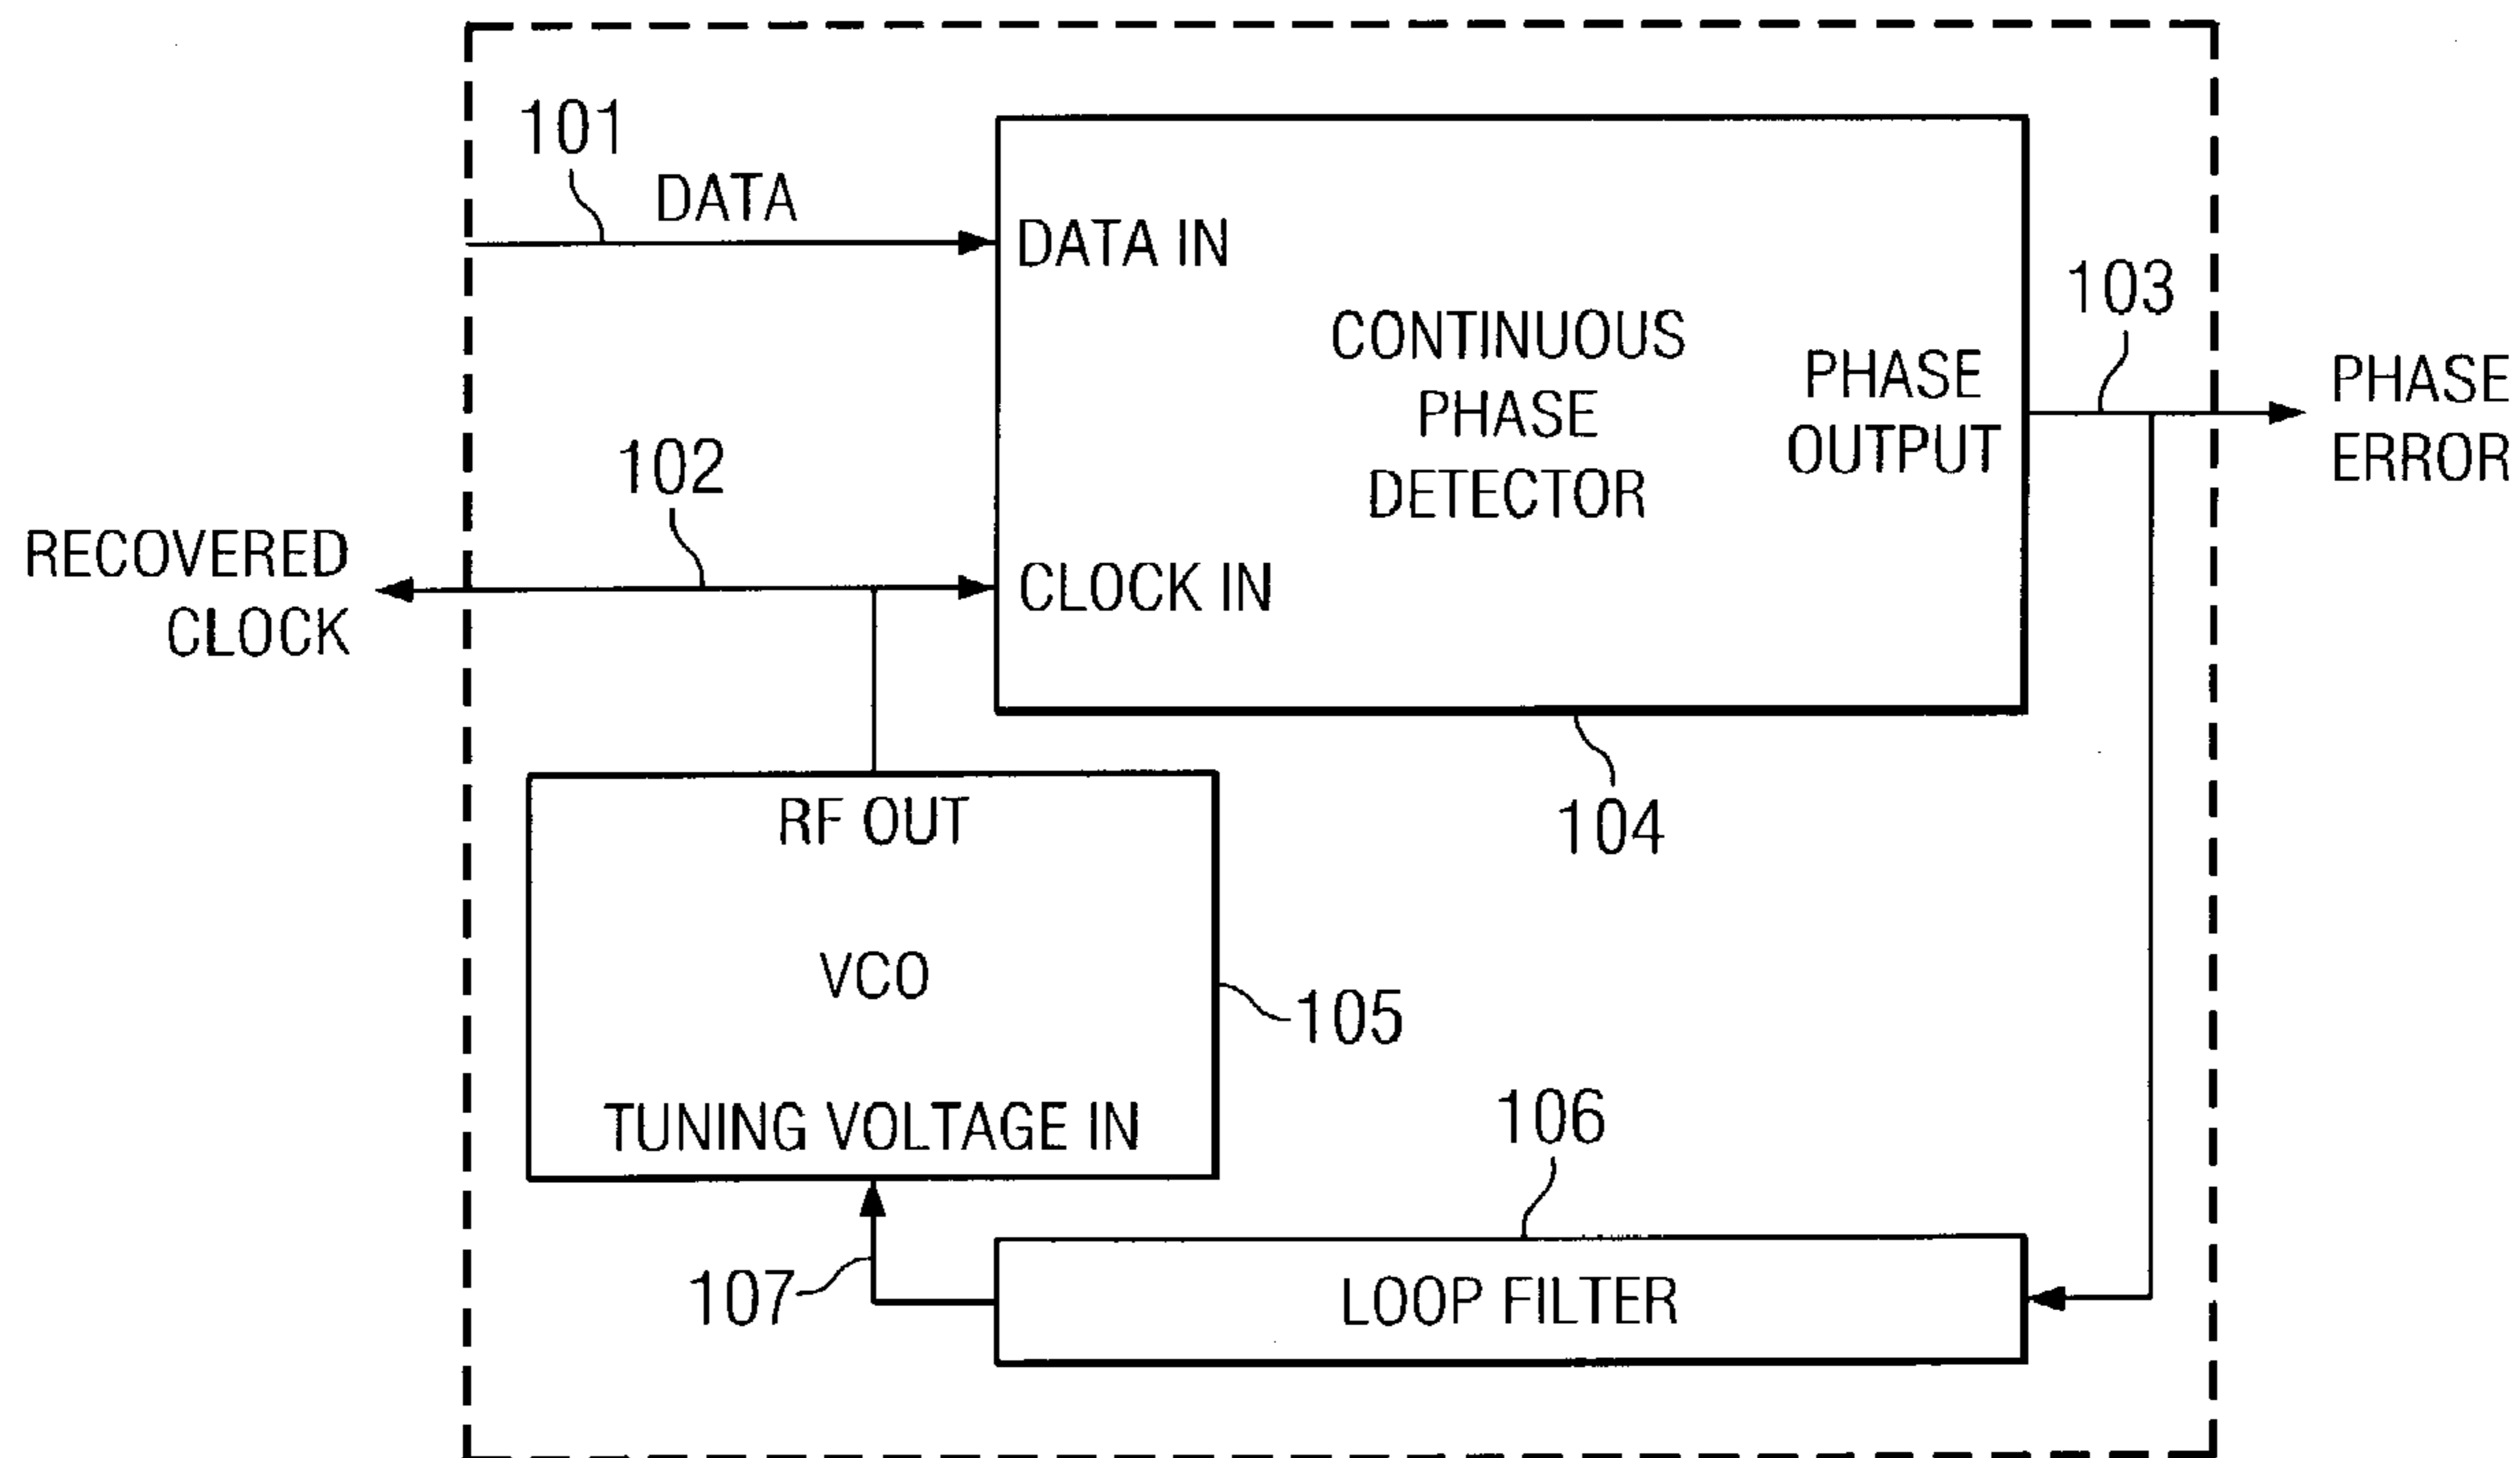 101
DATA
DATA IN
CONTINUOUS
PHASE
DETECTOR
PHASE
OUTPUT
103
PHASE
ERROR
102
RECOVERED
CLOCK
CLOCK IN
104
RF OUT
VCO
TUNING VOLTAGE IN
105
106
107
LOOP FILTER